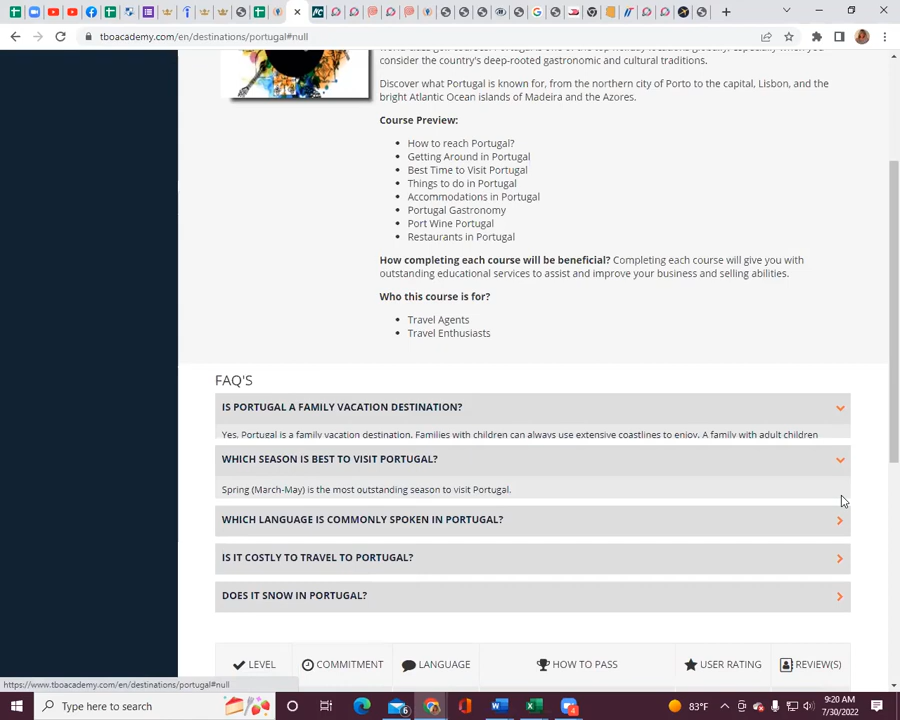 tboacademy.com/en/destinations/portugal#null
consider the country's deep-rooted gastronomic and cultural traditions.
Discover what Portugal is known for, from the northern city of Porto to the capital, Lisbon, and the
bright Atlantic Ocean islands of Madeira and the Azores.
Course Preview:
How to reach Portugal?
Getting Around in Portugal
Best Time to Visit Portugal
Things to do in Portugal
Accommodations in Portugal
Portugal Gastronomy
Port Wine Portugal
Restaurants in Portugal
How completing each course will be beneficial? Completing each course will give you with
outstanding educational services to assist and improve your business and selling abilities.
Who this course is for?
Travel Agents
Travel Enthusiasts
FAQ'S
IS PORTUGAL A FAMILY VACATION DESTINATION?
Yes, Portugal is a family vacation destination. Families with children can always use extensive coastlines to enjoy. A family with adult children
WHICH SEASON IS BEST TO VISIT PORTUGAL?
Spring (March-May) is the most outstanding season to visit Portugal.
WHICH LANGUAGE IS COMMONLY SPOKEN IN PORTUGAL?
IS IT COSTLY TO TRAVEL TO PORTUGAL?
DOES IT SNOW IN PORTUGAL?
LEVEL COMMITMENT LANGUAGE HOW TO PASS USER RATING REVIEW(S)
https://www.tboacademy.com/en/destinations/portugal#null
Type here to search
83°F
9:20 AM
7/30/2022